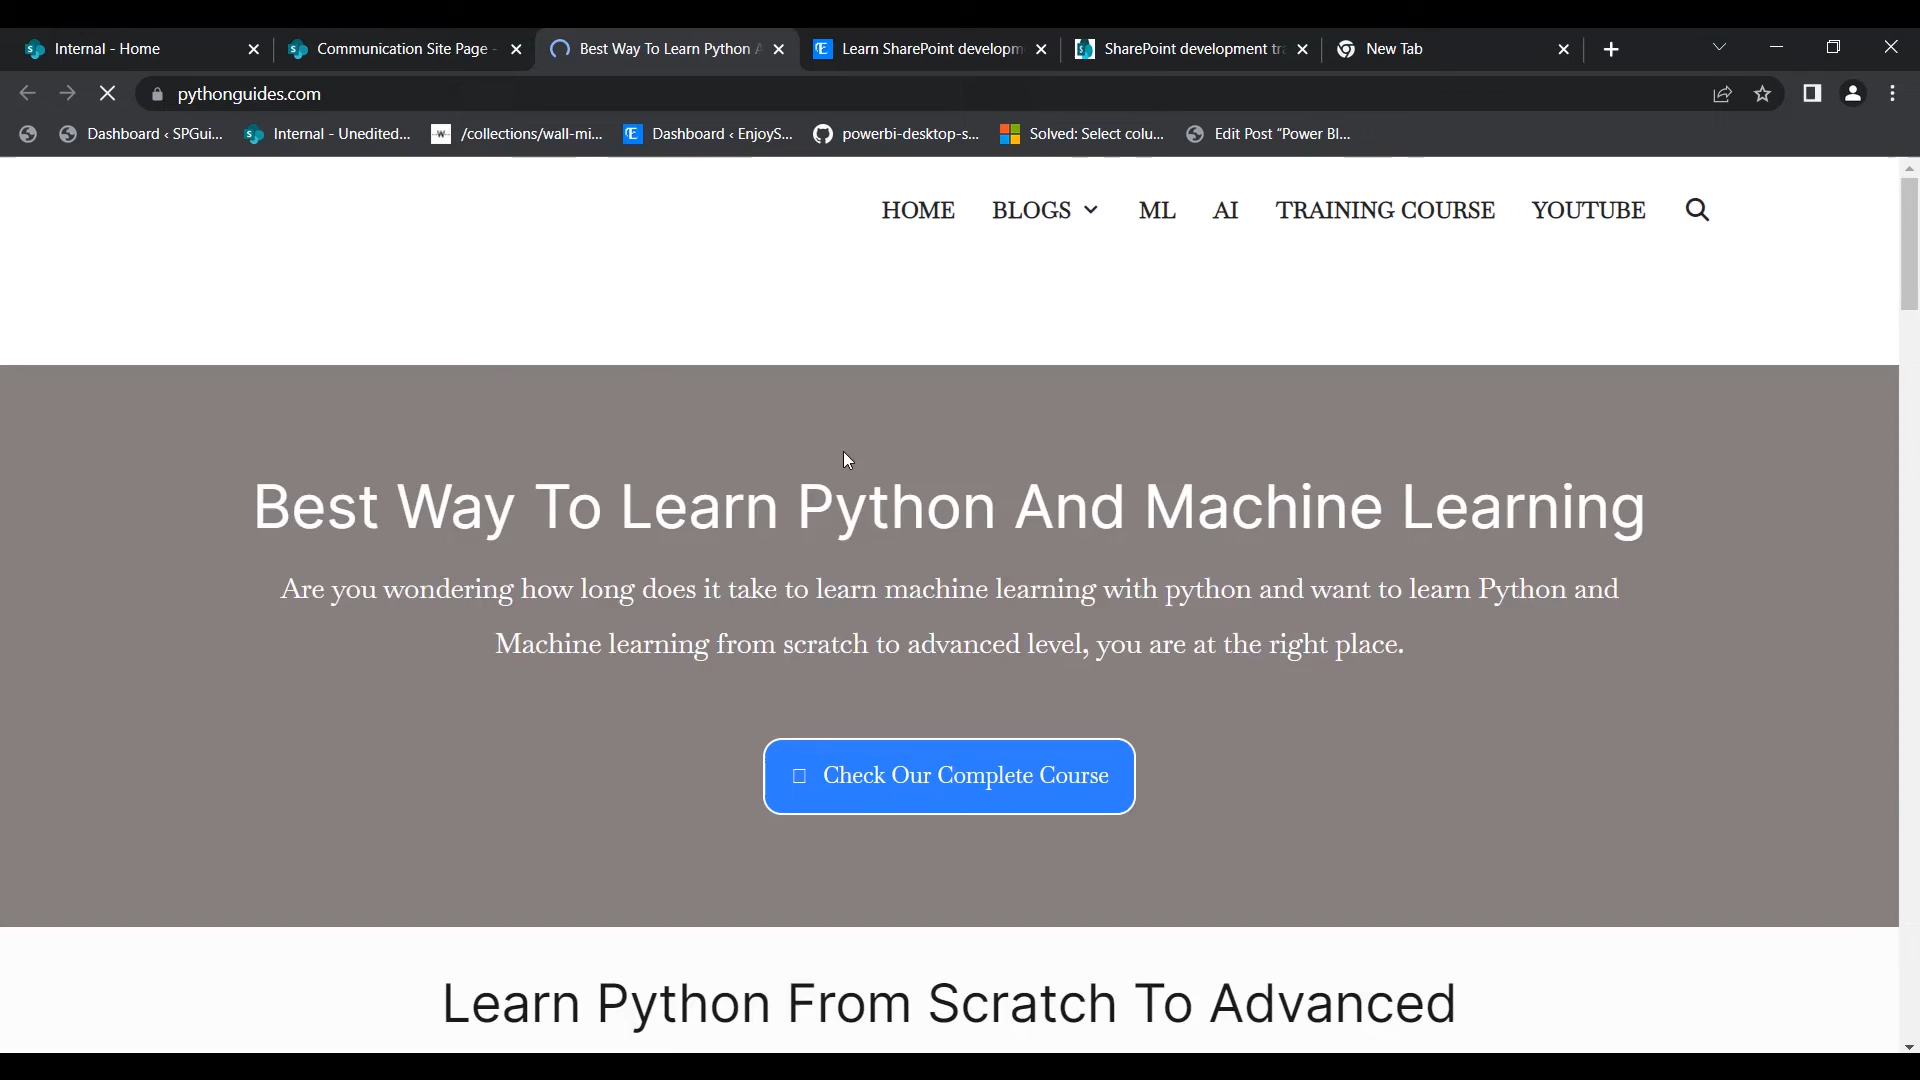 Internal - Home
Communication Site Page -
Best Way To Learn Python A
Learn SharePoint developm
SharePoint development tra
New Tab
pythonguides.com
Dashboard ‹ SPGui...
Internal - Unedited...
/collections/wall-mi...
Dashboard ‹ EnjoyS...
powerbi-desktop-s...
Solved: Select colu...
Edit Post “Power BI...
HOME BLOGS ML AI TRAINING COURSE YOUTUBE
Best Way To Learn Python And Machine Learning
Are you wondering how long does it take to learn machine learning with python and want to learn Python and
Machine learning from scratch to advanced level, you are at the right place.
Check Our Complete Course
Learn Python From Scratch To Advanced